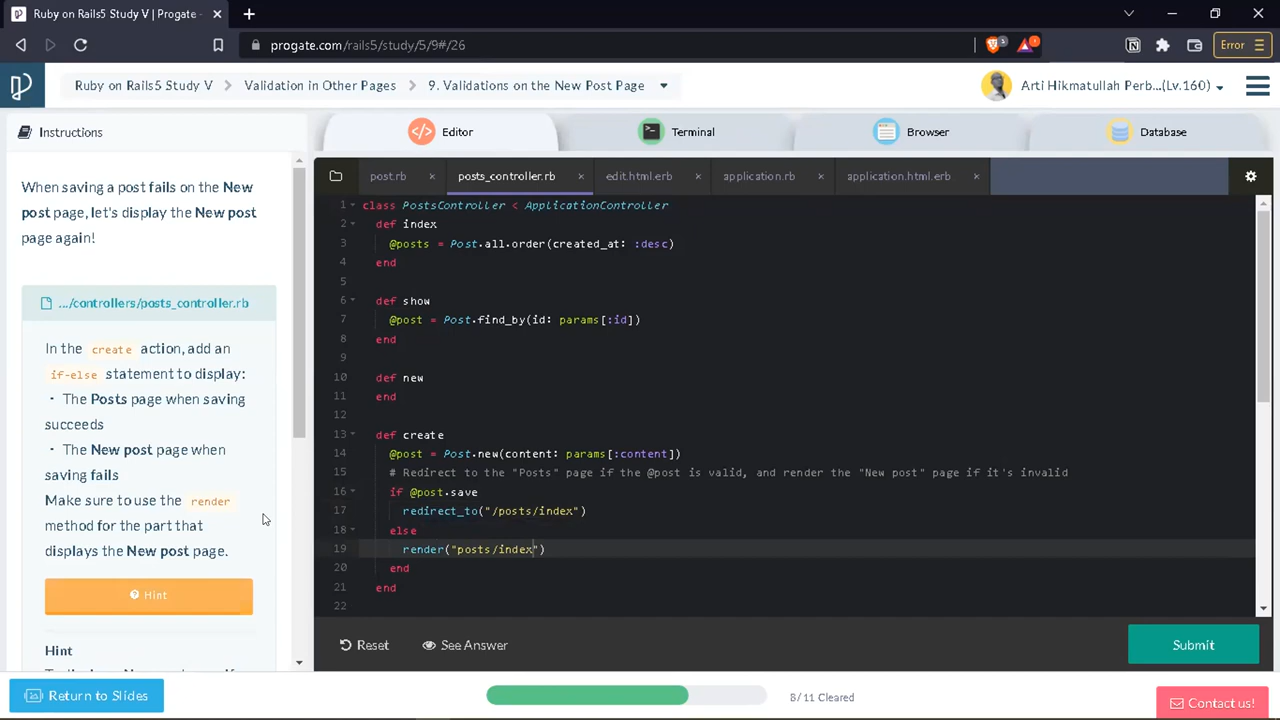 Ruby on Rails5 Study V | Progate -
progate.com/rails5/study/5/9#/26
Error
Ruby on Rails5 Study V
Validation in Other Pages
9. Validations on the New Post Page
Arti Hikmatullah Perb...(Lv.160)
Instructions
Editor
Terminal
Browser
Database
When saving a post fails on the New
post page, let's display the New post
page again!
.../controllers/posts_controller.rb
In the create action, add an
if-else statement to display:
・ The Posts page when saving
succeeds
・ The New post page when
saving fails
Make sure to use the render
method for the part that
displays the New post page.
Hint
Hint
post.rb
posts_controller.rb
edit.html.erb
application.rb
application.html.erb
1 class PostsController < ApplicationController
2 def index
3 @posts = Post.all.order(created_at: :desc)
4 end
5
6 def show
7 @post = Post.find_by(id: params[:id])
8 end
9
10 def new
11 end
12
13 def create
14 @post = Post.new(content: params[:content])
15 # Redirect to the "Posts" page if the @post is valid, and render the "New post" page if it's invalid
16 if @post.save
17 redirect_to("/posts/index")
18 else
19 render("posts/index")
20 end
21 end
22
Reset
See Answer
Submit
Return to Slides
8/11 Cleared
Contact us!